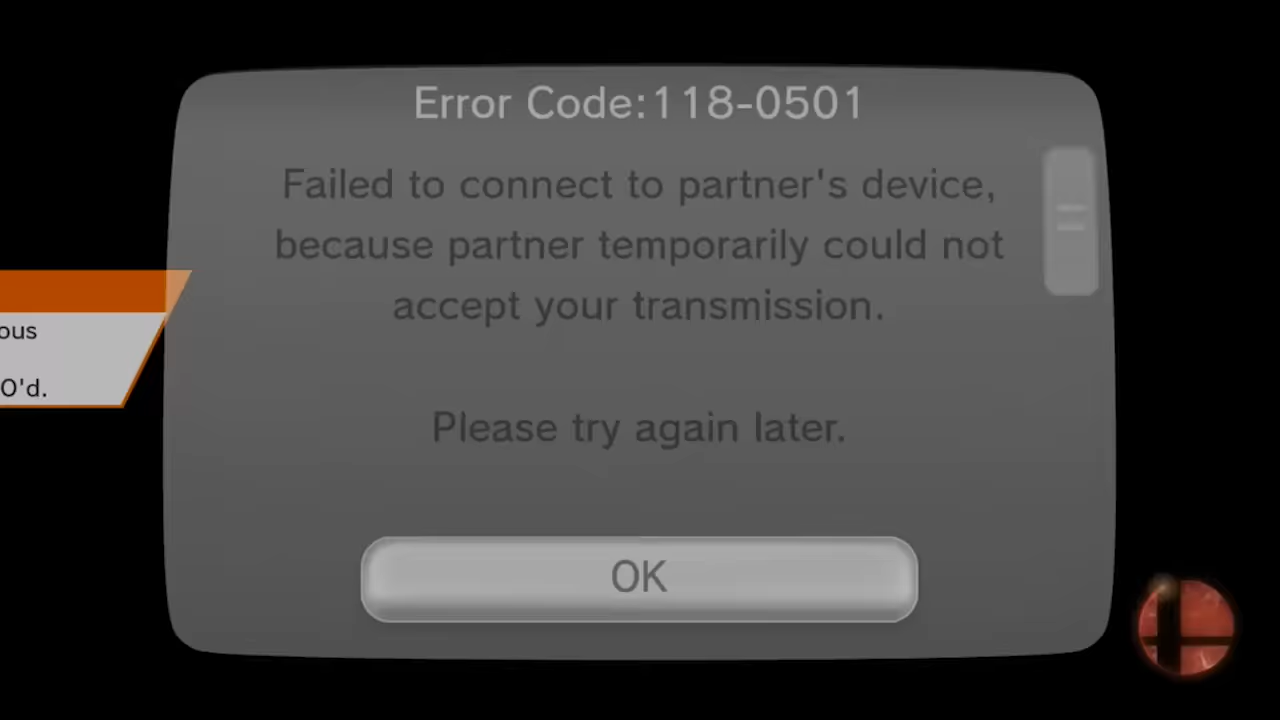 Error Code:118-0501
Failed to connect to partner's device,
because partner temporarily could not
accept your transmission.
Please try again later.
ous
O'd.
OK